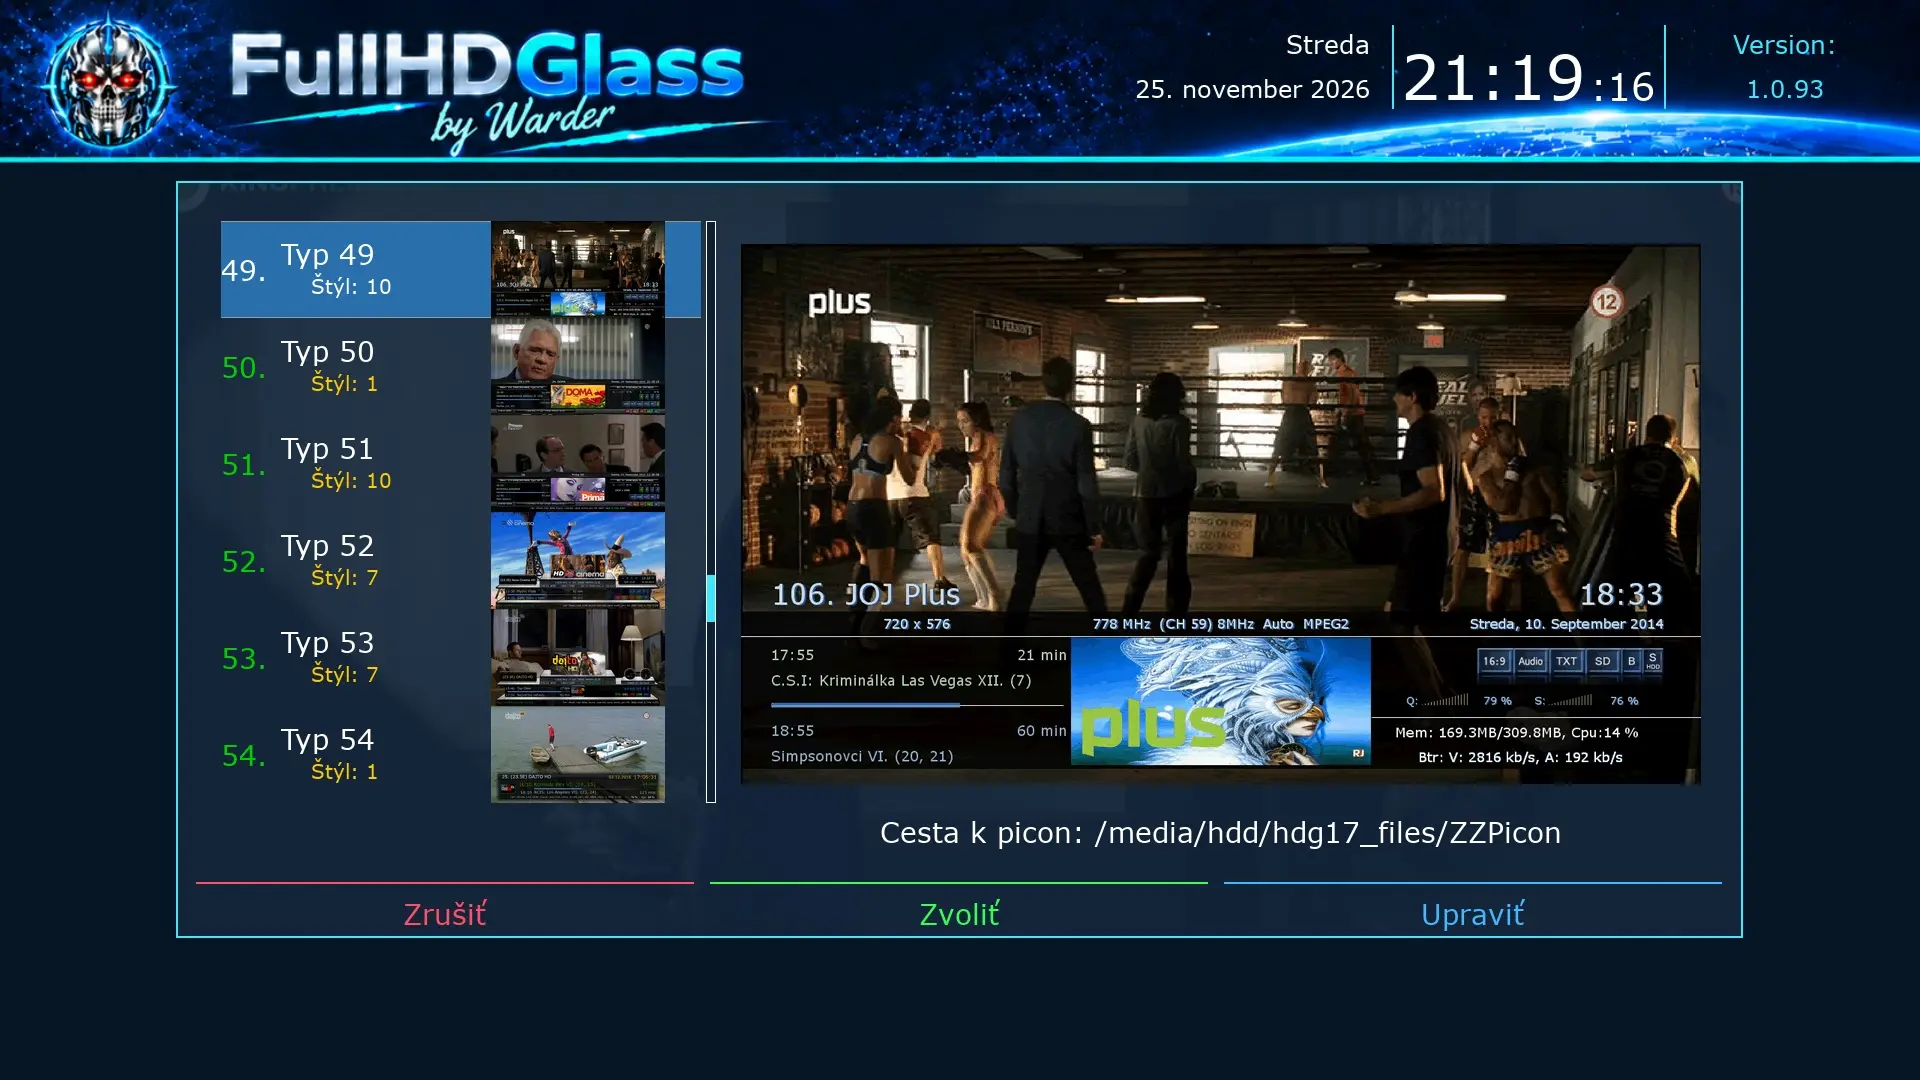 FullHDGlass
by Warder
Streda
25. november 2026
21:19:16
Version:
1.0.93
49.
Typ 49
Štýl: 10
50.
Typ 50
Štýl: 1
51.
Typ 51
Štýl: 10
52.
Typ 52
Štýl: 7
53.
Typ 53
Štýl: 7
54.
Typ 54
Štýl: 1
plus
12
106. JOJ Plus
18:33
720 x 576
778 MHz (CH 59) 8MHz Auto MPEG2
Streda, 10. September 2014
17:55
21 min
C.S.I: Kriminálka Las Vegas XII. (7)
18:55
60 min
Simpsonovci VI. (20, 21)
plus
RJ
16:9
Audio
TXT
SD
B
S
HDD
Q:
79 %
S:
76 %
Mem: 169.3MB/309.8MB, Cpu:14 %
Btr: V: 2816 kb/s, A: 192 kb/s
Cesta k picon: /media/hdd/hdg17_files/ZZPicon
Zrušiť
Zvoliť
Upraviť